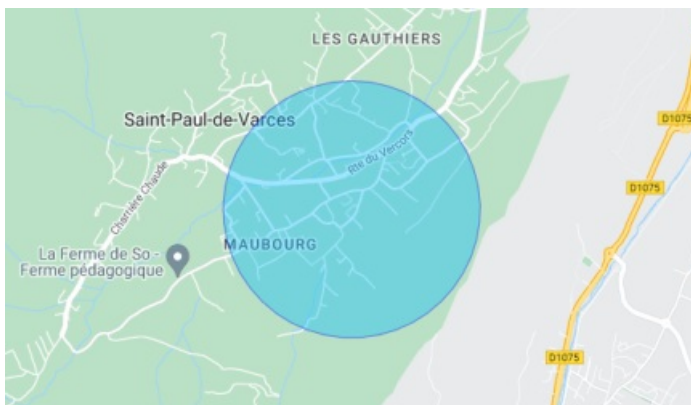 LES GAUTHIERS
Saint-Paul-de-Varces
D1075
Rte du Vercors
Charrière Chaude
D1075
MAUBOURG
La Ferme de So -
Ferme pédagogique
D1075